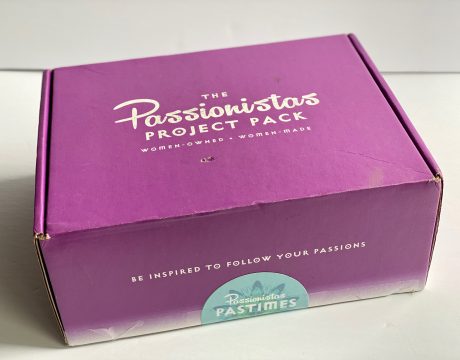 THE
Passionistas
PROJECT PACK
WOMEN-OWNED • WOMEN-MADE
BE INSPIRED TO FOLLOW YOUR PASSIONS
Passionistas
PASTIMES